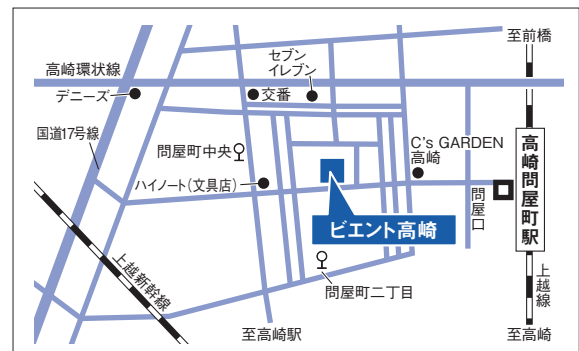 至前橋
セブン
イレブン
高崎環状線
デニーズ
交番
国道17号線
問屋町中央
C's GARDEN
高崎
ハイノート(文具店)
高崎問屋町駅
問屋口
ビエント高崎
上越新幹線
問屋町二丁目
上越線
至高崎駅
至高崎